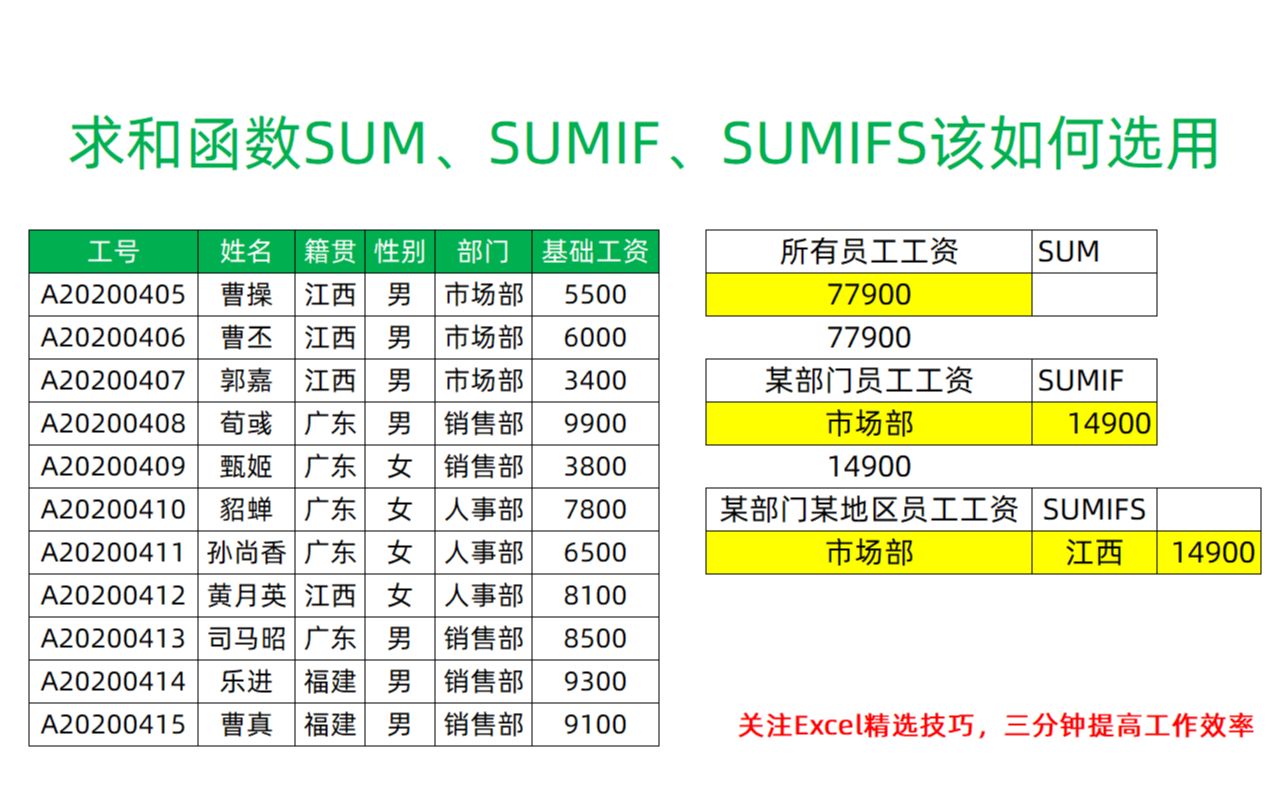 求和函数SUM、SUMIF、SUMIFS该如何选用
工号 姓名 籍贯 性别 部门 基础工资
A20200405 曹操 江西 男 市场部 5500
A20200406 曹丕 江西 男 市场部 6000
A20200407 郭嘉 江西 男 市场部 3400
A20200408 荀彧 广东 男 销售部 9900
A20200409 甄姬 广东 女 销售部 3800
A20200410 貂蝉 广东 女 人事部 7800
A20200411 孙尚香 广东 女 人事部 6500
A20200412 黄月英 江西 女 人事部 8100
A20200413 司马昭 广东 男 销售部 8500
A20200414 乐进 福建 男 销售部 9300
A20200415 曹真 福建 男 销售部 9100
所有员工工资 SUM
77900
77900
某部门员工工资 SUMIF
市场部 14900
14900
某部门某地区员工工资 SUMIFS
市场部 江西 14900
关注Excel精选技巧，三分钟提高工作效率